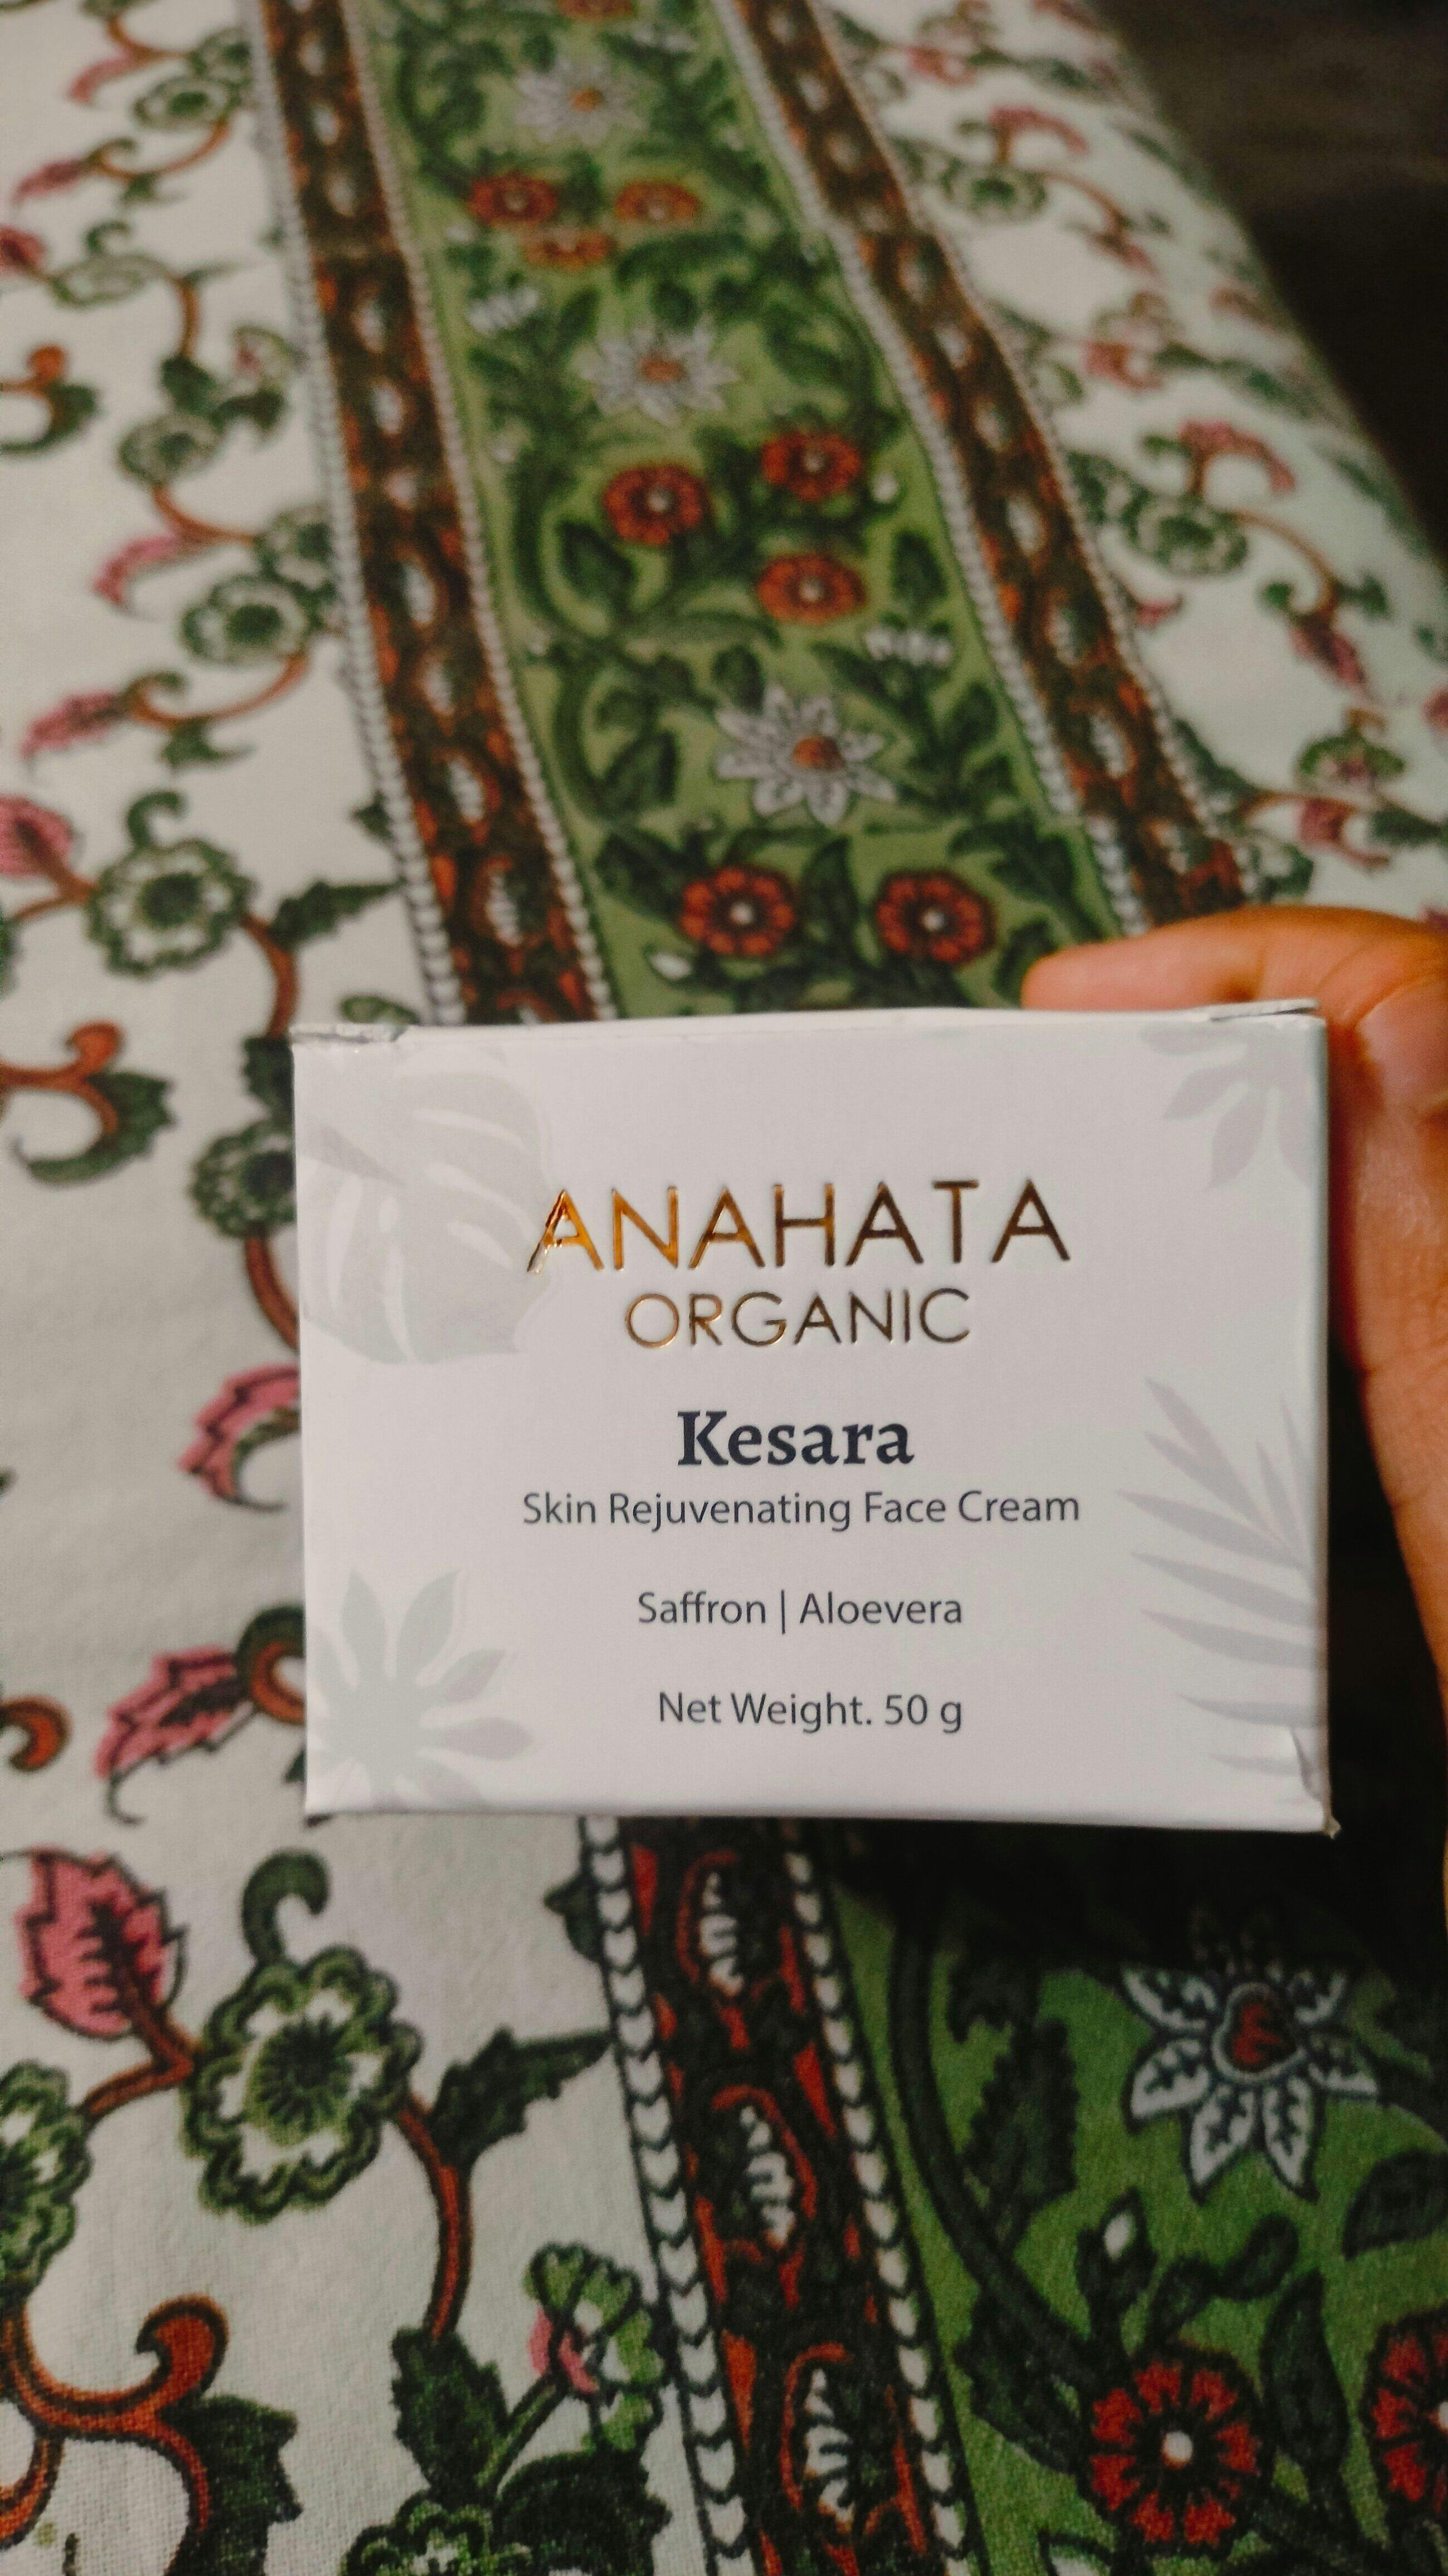 ANAHATA
ORGANIC
Kesara
Skin Rejuvenating Face Cream
Saffron | Aloevera
Net Weight. 50 g